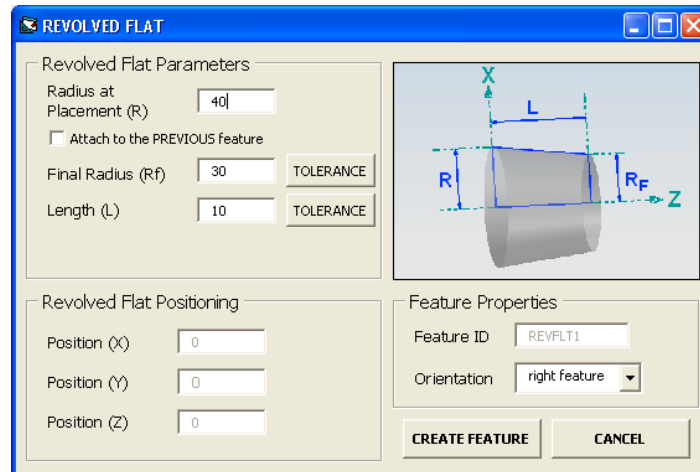 REVOLVED FLAT
Revolved Flat Parameters
Radius at
Placement (R)
40
Attach to the PREVIOUS feature
Final Radius (Rf)
30
TOLERANCE
Length (L)
10
TOLERANCE
X
L
R
RF
Z
Revolved Flat Positioning
Position (X)
0
Position (Y)
0
Position (Z)
0
Feature Properties
Feature ID
REVFLT1
Orientation
right feature
CREATE FEATURE
CANCEL